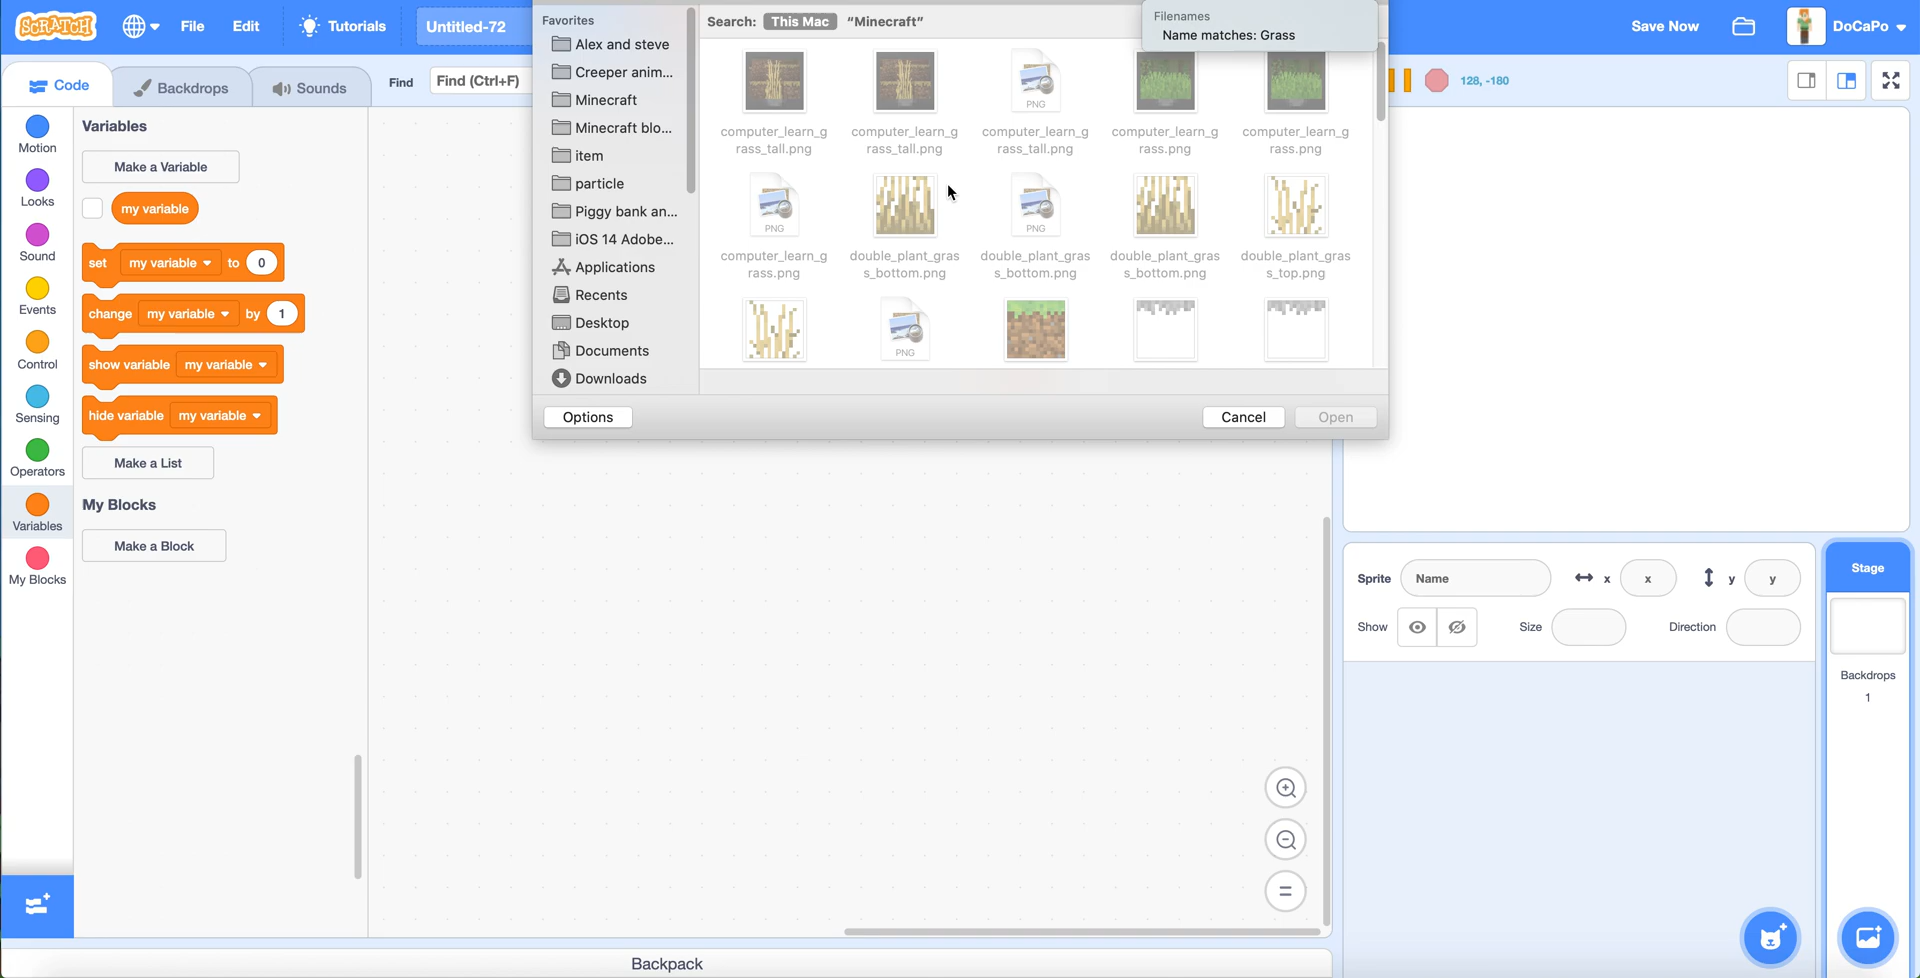 SCRATCH
File
Edit
Tutorials
Untitled-72
Save Now
DoCaPo
Code
Backdrops
Sounds
Find
Find (Ctrl+F)
128, -180
Favorites
Alex and steve
Creeper anim...
Minecraft
Minecraft blo...
item
particle
Piggy bank an...
iOS 14 Adobe...
Applications
Recents
Desktop
Documents
Downloads
Search:
This Mac
“Minecraft”
Filenames
Name matches: Grass
PNG
computer_learn_g
rass_tall.png
computer_learn_g
rass_tall.png
computer_learn_g
rass_tall.png
computer_learn_g
rass.png
computer_learn_g
rass.png
PNG
PNG
computer_learn_g
rass.png
double_plant_gras
s_bottom.png
double_plant_gras
s_bottom.png
double_plant_gras
s_bottom.png
double_plant_gras
s_top.png
PNG
Options
Cancel
Open
Motion
Looks
Sound
Events
Control
Sensing
Operators
Variables
My Blocks
Variables
Make a Variable
my variable
set my variable to 0
change my variable by 1
show variable my variable
hide variable my variable
Make a List
My Blocks
Make a Block
Backpack
Sprite
Name
x
x
y
y
Show
Size
Direction
Stage
Backdrops
1